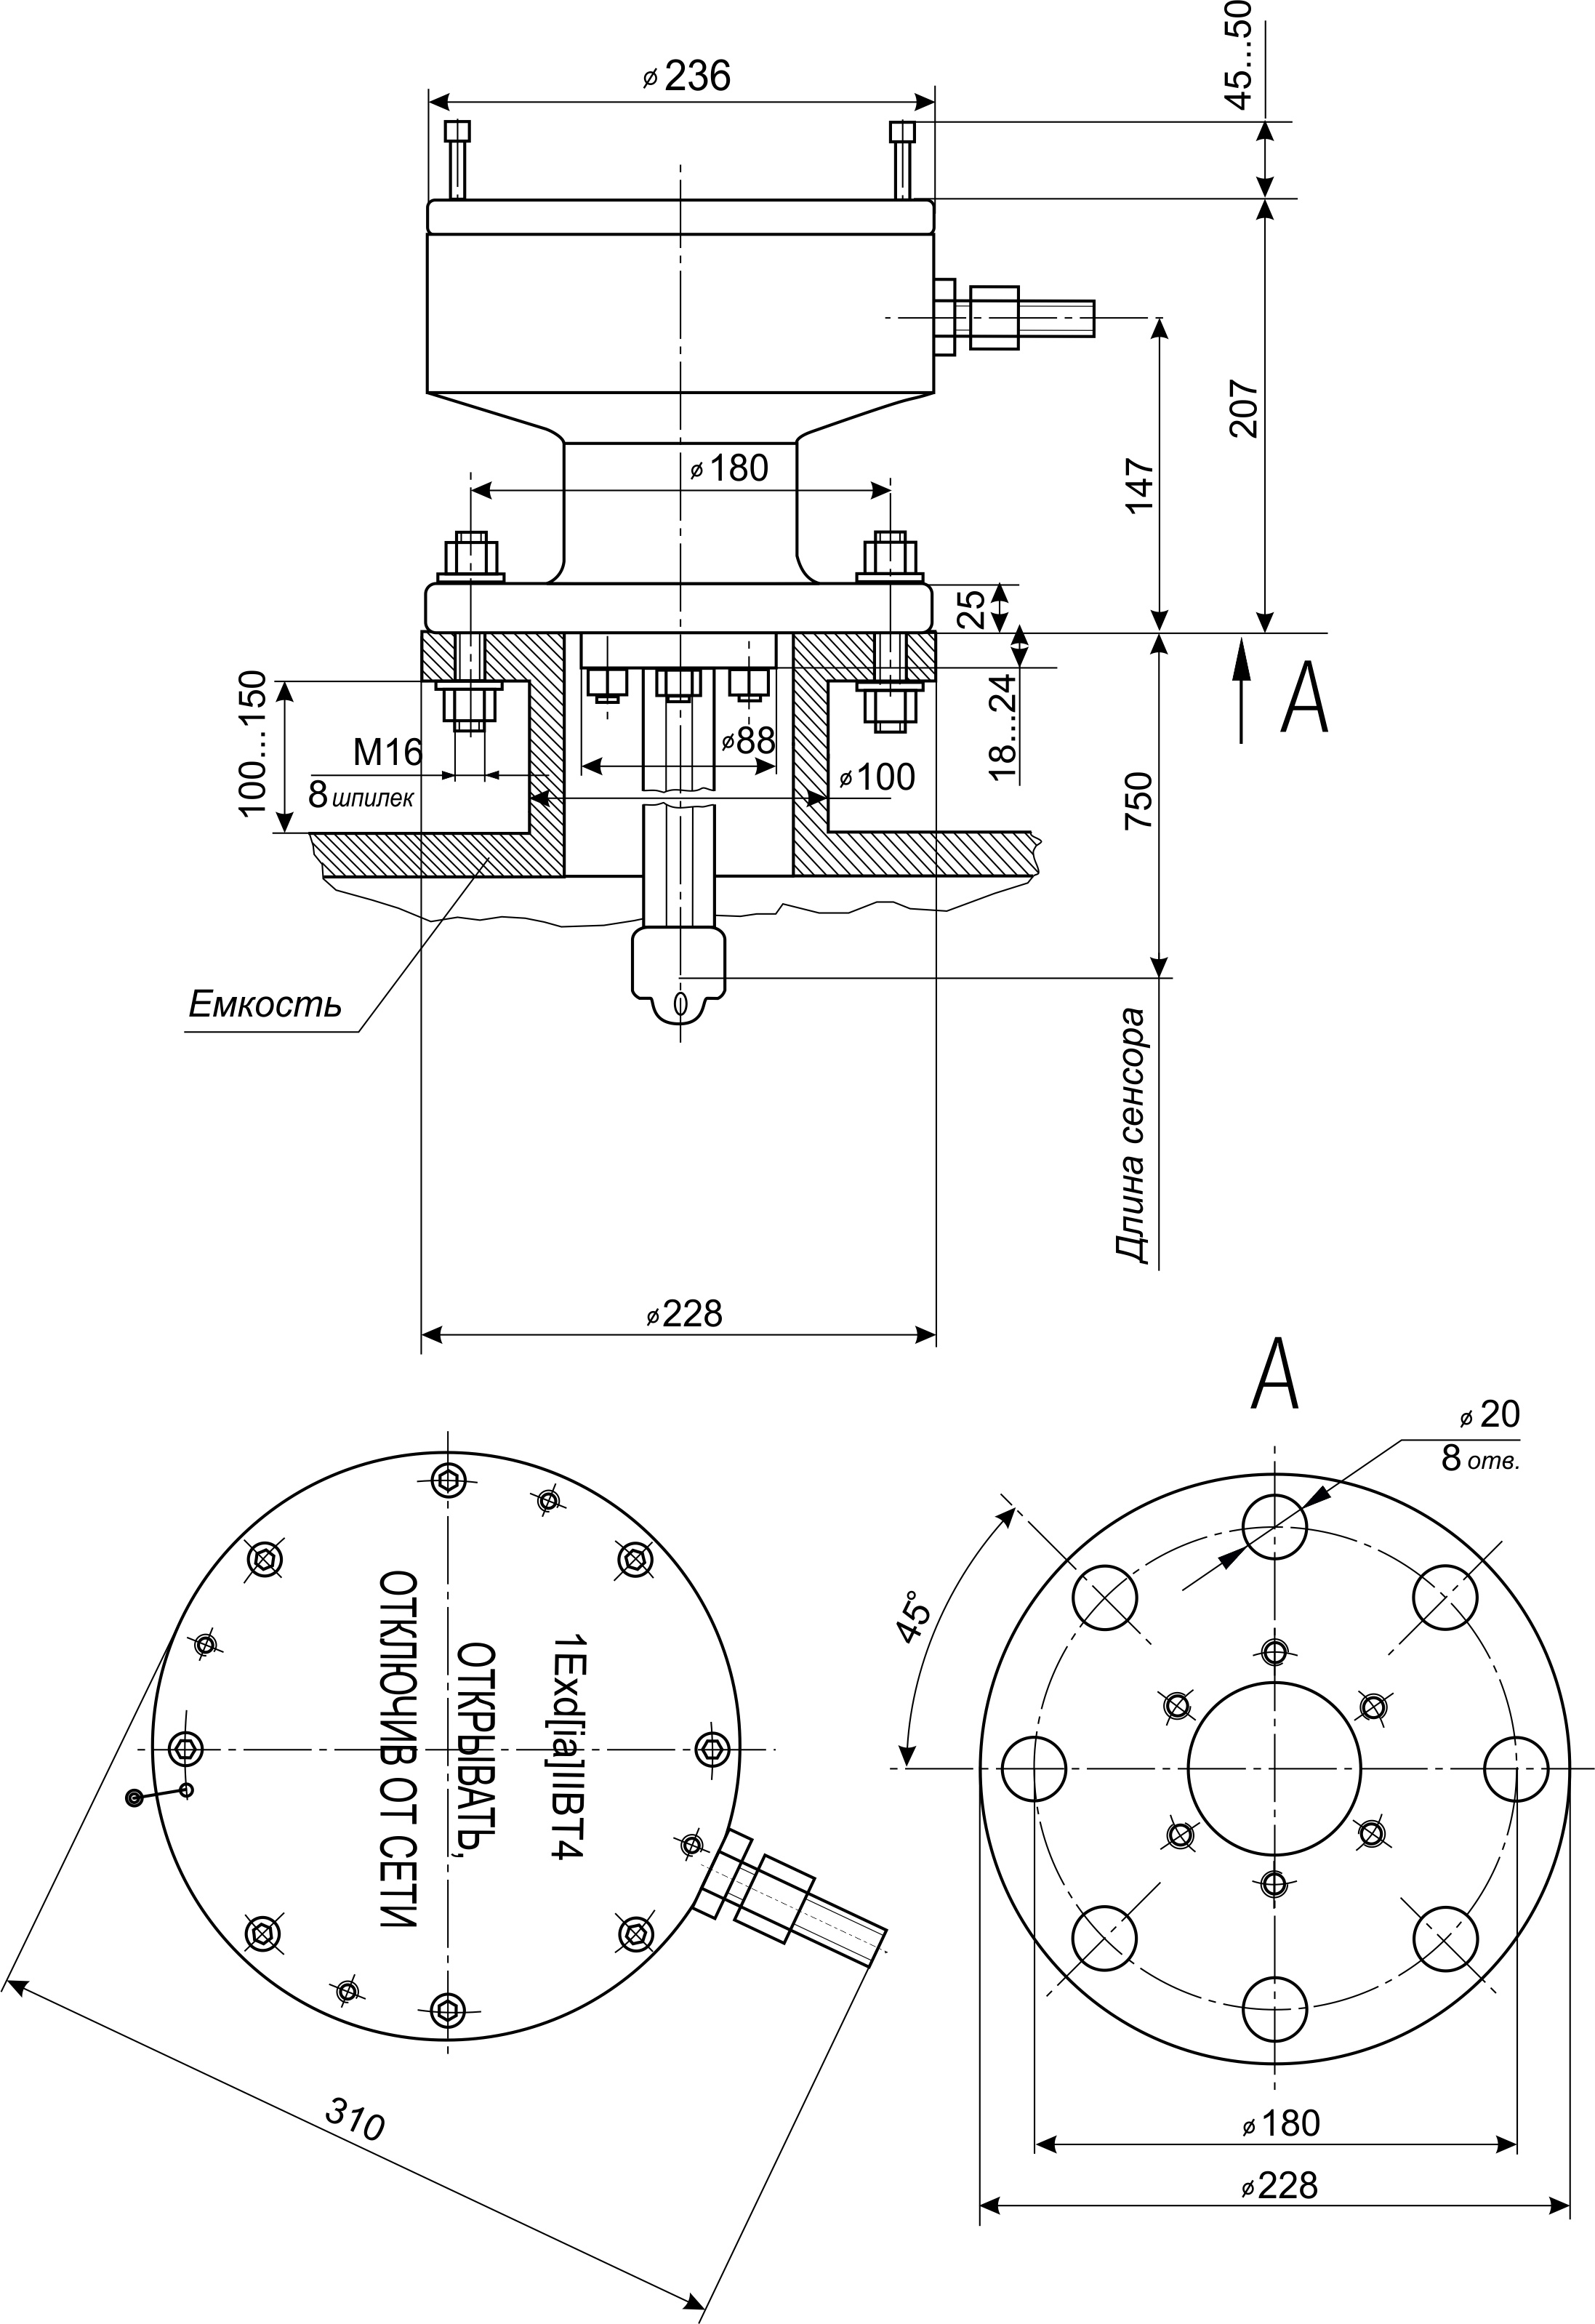 45...50
⌀236
207
⌀180
147
25
100...150
18...24
А
М16
⌀88
8 шпилек
⌀100
750
Емкость
Длина сенсора
⌀228
А
⌀20
8 отв.
45°
1Exd[ia]IIBT4
ОТКРЫВАТЬ,
ОТКЛЮЧИВ ОТ СЕТИ
310
⌀180
⌀228